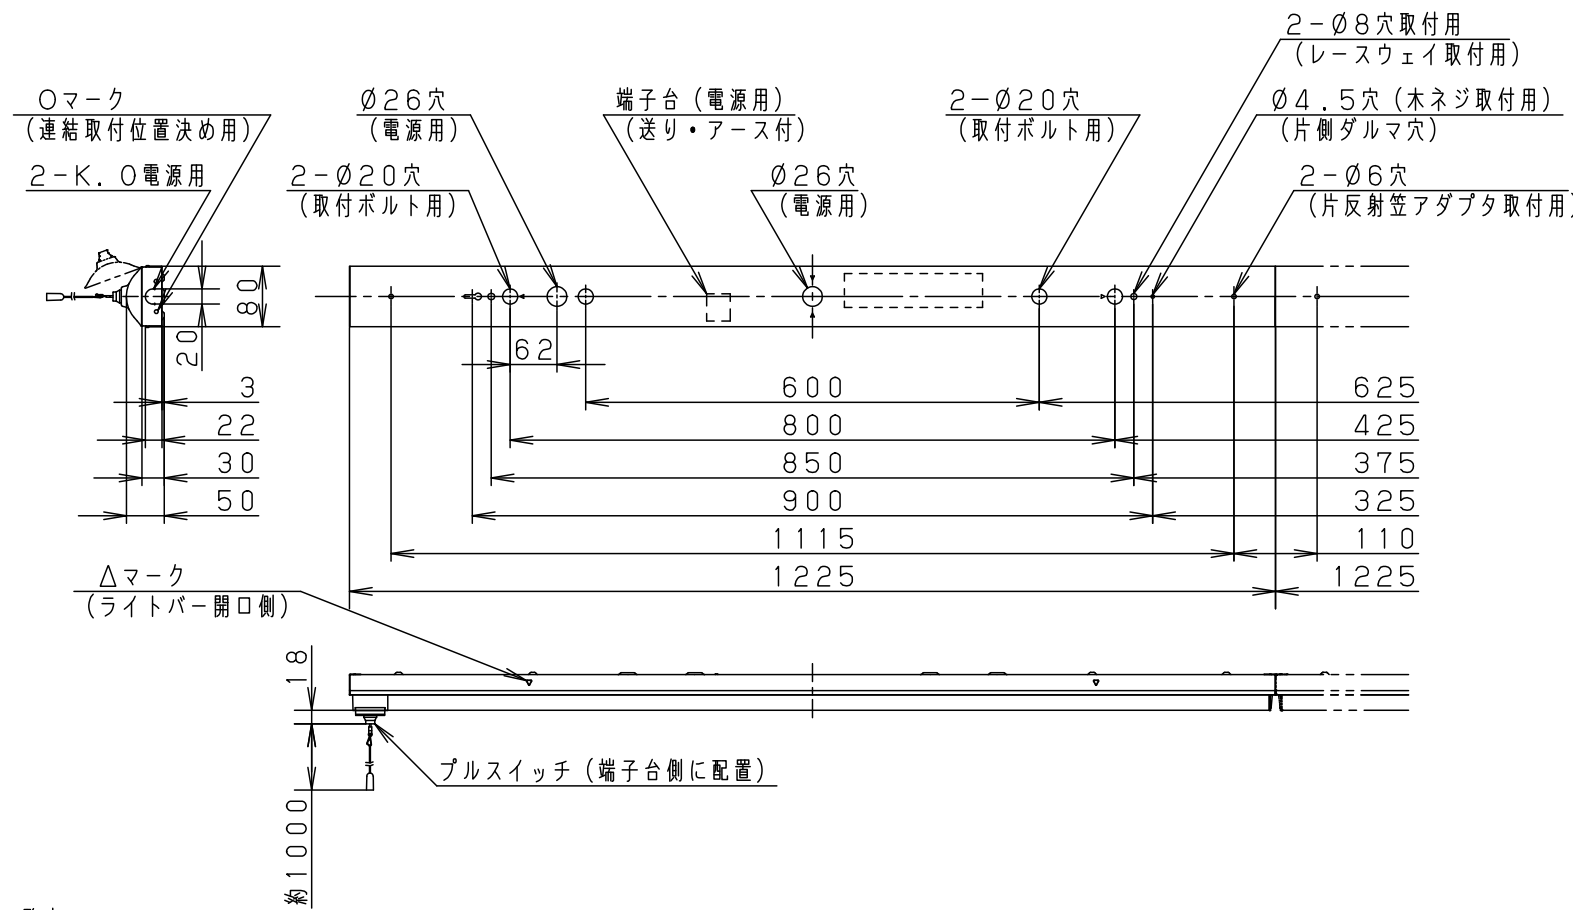 2-Ø8穴取付用
(レースウェイ取付用)
Oマーク
(連結取付位置決め用)
Ø26穴
(電源用)
端子台(電源用)
(送り・アース付)
2-Ø20穴
(取付ボルト用)
Ø4.5穴(木ネジ取付用)
(片側ダルマ穴)
2-K.O電源用
2-Ø20穴
(取付ボルト用)
Ø26穴
(電源用)
2-Ø6穴
(片反射笠アダプタ取付用)
80
20
62
3
600
625
22
800
425
30
850
375
50
900
325
1115
110
1225
1225
△マーク
(ライトバー開口側)
18
プルスイッチ(端子台側に配置)
約1000